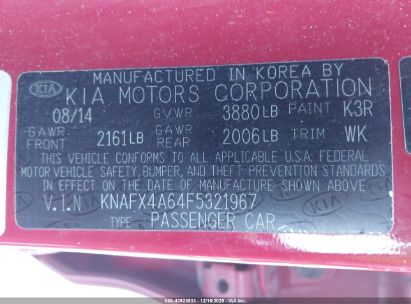 MANUFACTURED IN KOREA BY
KIA KIA MOTORS CORPORATION
08/14 GVWR 3880LB PAINT K3R
GAWR FRONT 2161LB GAWR REAR 2006LB TRIM WK
THIS VEHICLE CONFORMS TO ALL APPLICABLE U.S.A. FEDERAL
MOTOR VEHICLE SAFETY, BUMPER, AND THEFT PREVENTION
STANDARDS IN EFFECT ON THE DATE OF MANUFACTURE SHOWN ABOVE.
V.I.N KNAFX4A64F5321967
TYPE PASSENGER CAR